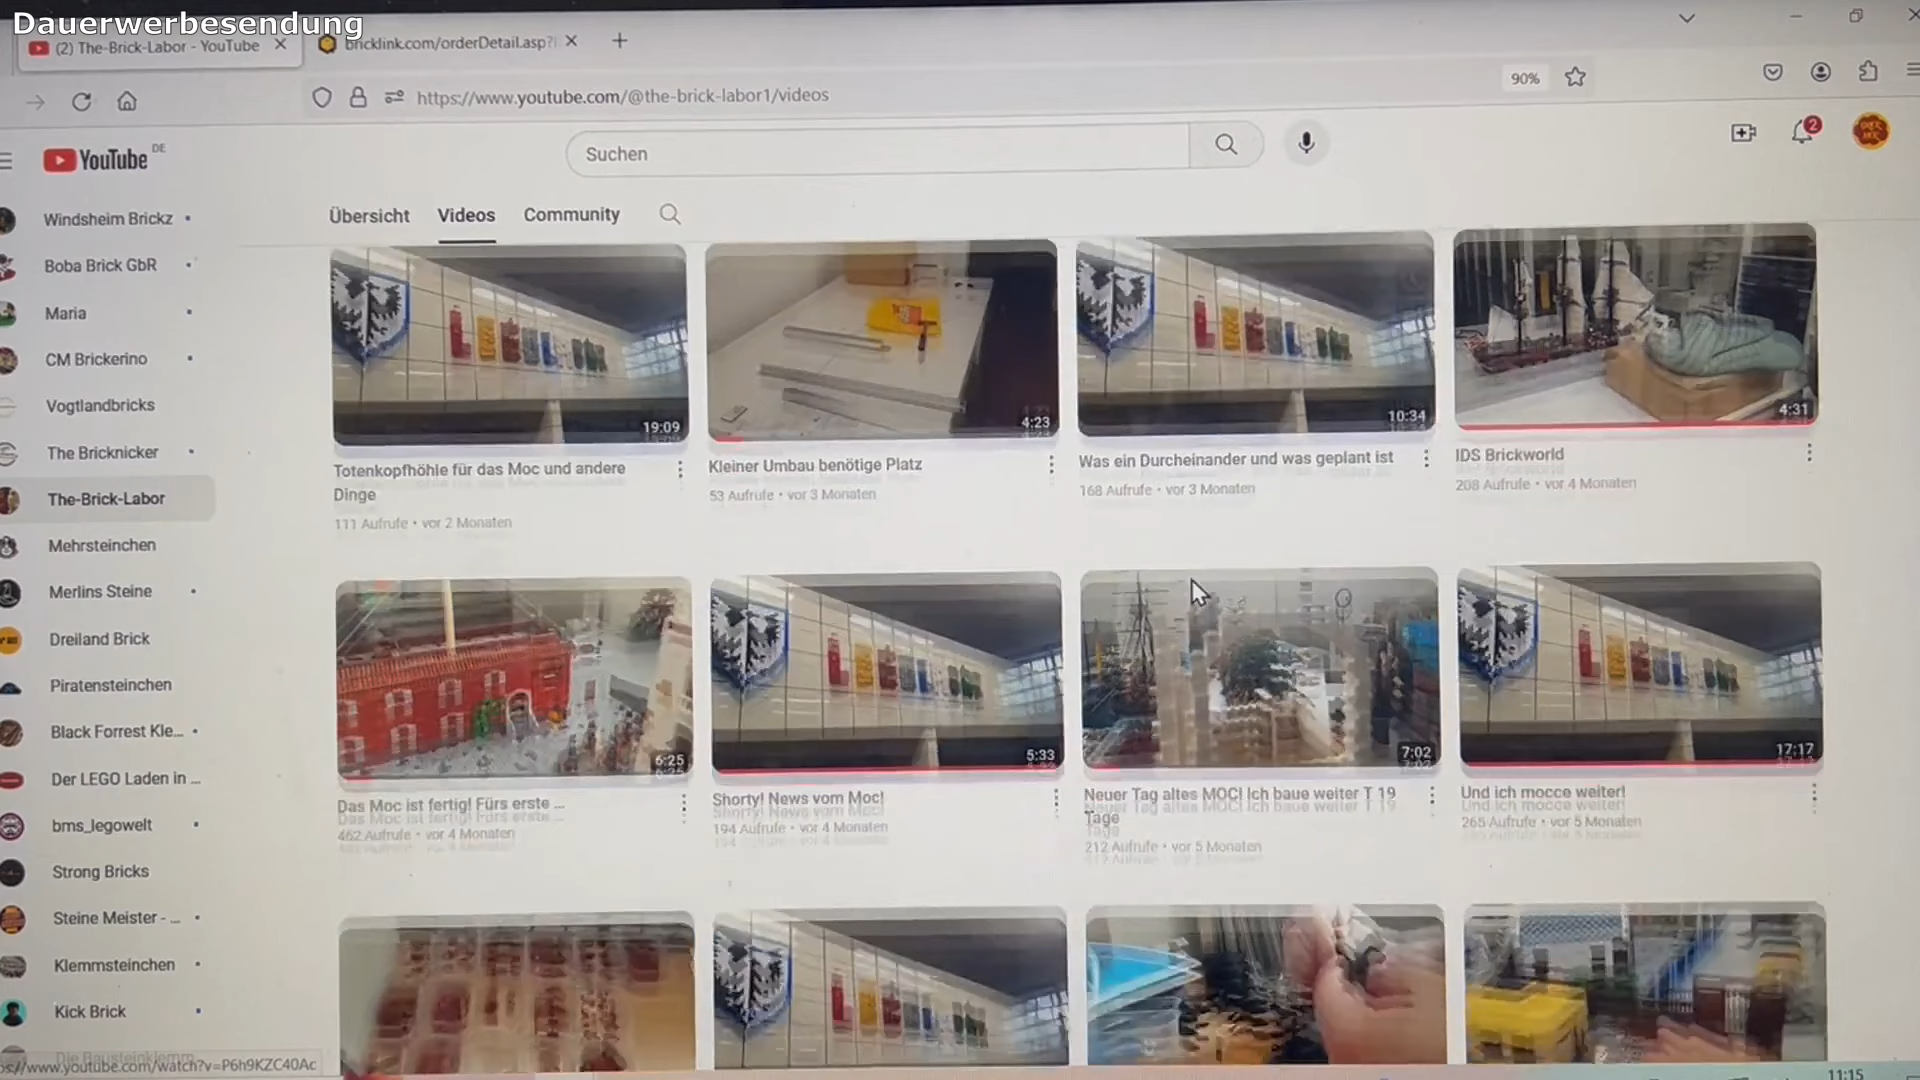 Dauerwerbesendung
(2) The-Brick-Labor - YouTube
bricklink.com/orderDetail.asp?i
https://www.youtube.com/@the-brick-labor1/videos
90%
YouTube DE
Suchen
2
Übersicht
Videos
Community
Windsheim Brickz
Boba Brick GbR
Maria
CM Brickerino
Vogtlandbricks
The Bricknicker
The-Brick-Labor
Mehrsteinchen
Merlins Steine
Dreiland Brick
Piratensteinchen
Black Forrest Kle...
Der LEGO Laden in ...
bms_legowelt
Strong Bricks
Steine Meister - ...
Klemmsteinchen
Kick Brick
Die Bausteinklemm
19:09
4:23
10:34
4:31
Totenkopfhöhle für das Moc und andere
Dinge
111 Aufrufe • vor 2 Monaten
Kleiner Umbau benötige Platz
53 Aufrufe • vor 3 Monaten
Was ein Durcheinander und was geplant ist
168 Aufrufe • vor 3 Monaten
IDS Brickworld
208 Aufrufe • vor 4 Monaten
6:25
5:33
7:02
17:17
Das Moc ist fertig! Fürs erste ...
462 Aufrufe • vor 4 Monaten
Shorty! News vom Moc!
194 Aufrufe • vor 4 Monaten
Neuer Tag altes MOC! Ich baue weiter T 19
Tage
212 Aufrufe • vor 5 Monaten
Und ich mocce weiter!
265 Aufrufe • vor 5 Monaten
ps://www.youtube.com/watch?v=P6h9KZC40Ac
11:15